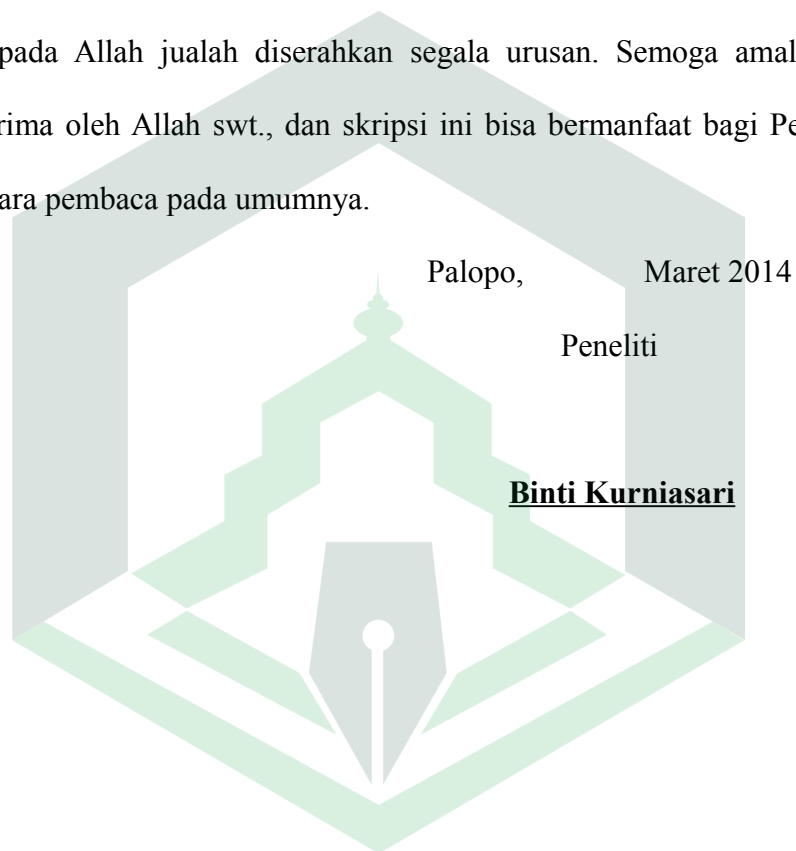 pada Allah jualah diserahkan segala urusan. Semoga amal
rima oleh Allah swt., dan skripsi ini bisa bermanfaat bagi Pe
ara pembaca pada umumnya.
Palopo, Maret 2014
Peneliti
Binti Kurniasari